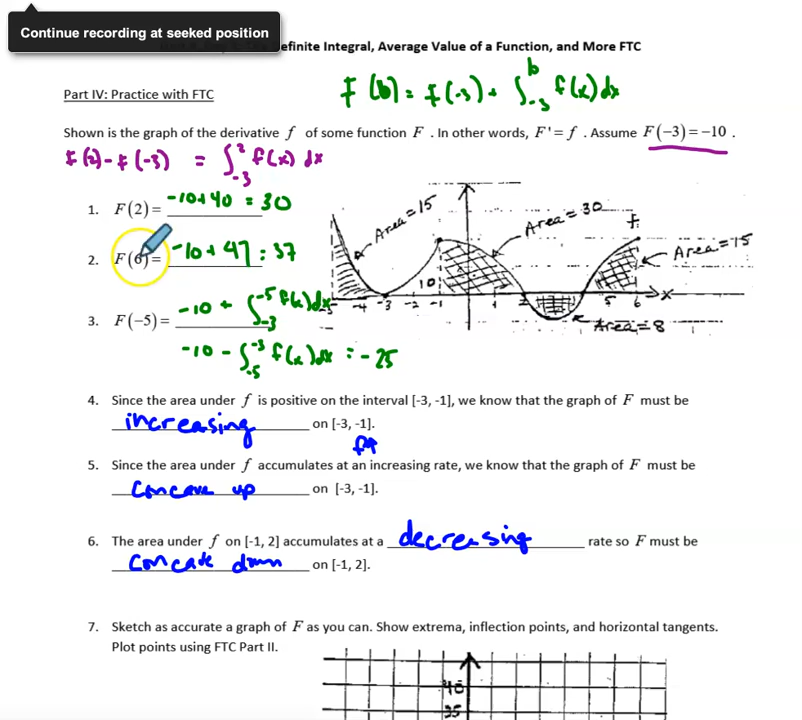 Continue recording at seeked position
efinite Integral, Average Value of a Function, and More FTC
Part IV: Practice with FTC
F(b) = F(-3) + ∫_{-3}^{b} f(x) dx
Shown is the graph of the derivative f of some function F. In other words, F' = f. Assume F(-3) = -10.
F(2) - F(-3) = ∫_{-3}^{2} f(x) dx
1. F(2) = -10 + 40 = 30
2. F(6) = -10 + 47 = 37
3. F(-5) = -10 + ∫_{-3}^{-5} f(x) dx
-10 - ∫_{-5}^{-3} f(x) dx = -25
Area = 15
Area = 30
f
Area = 15
10
-5 -4 -3 -2 -1 1 2 5 6 x
Area = 8
4. Since the area under f is positive on the interval [-3, -1], we know that the graph of F must be
increasing on [-3, -1].
f↑
5. Since the area under f accumulates at an increasing rate, we know that the graph of F must be
concave up on [-3, -1].
6. The area under f on [-1, 2] accumulates at a decreasing rate so F must be
concave down on [-1, 2].
7. Sketch as accurate a graph of F as you can. Show extrema, inflection points, and horizontal tangents.
Plot points using FTC Part II.
40
35